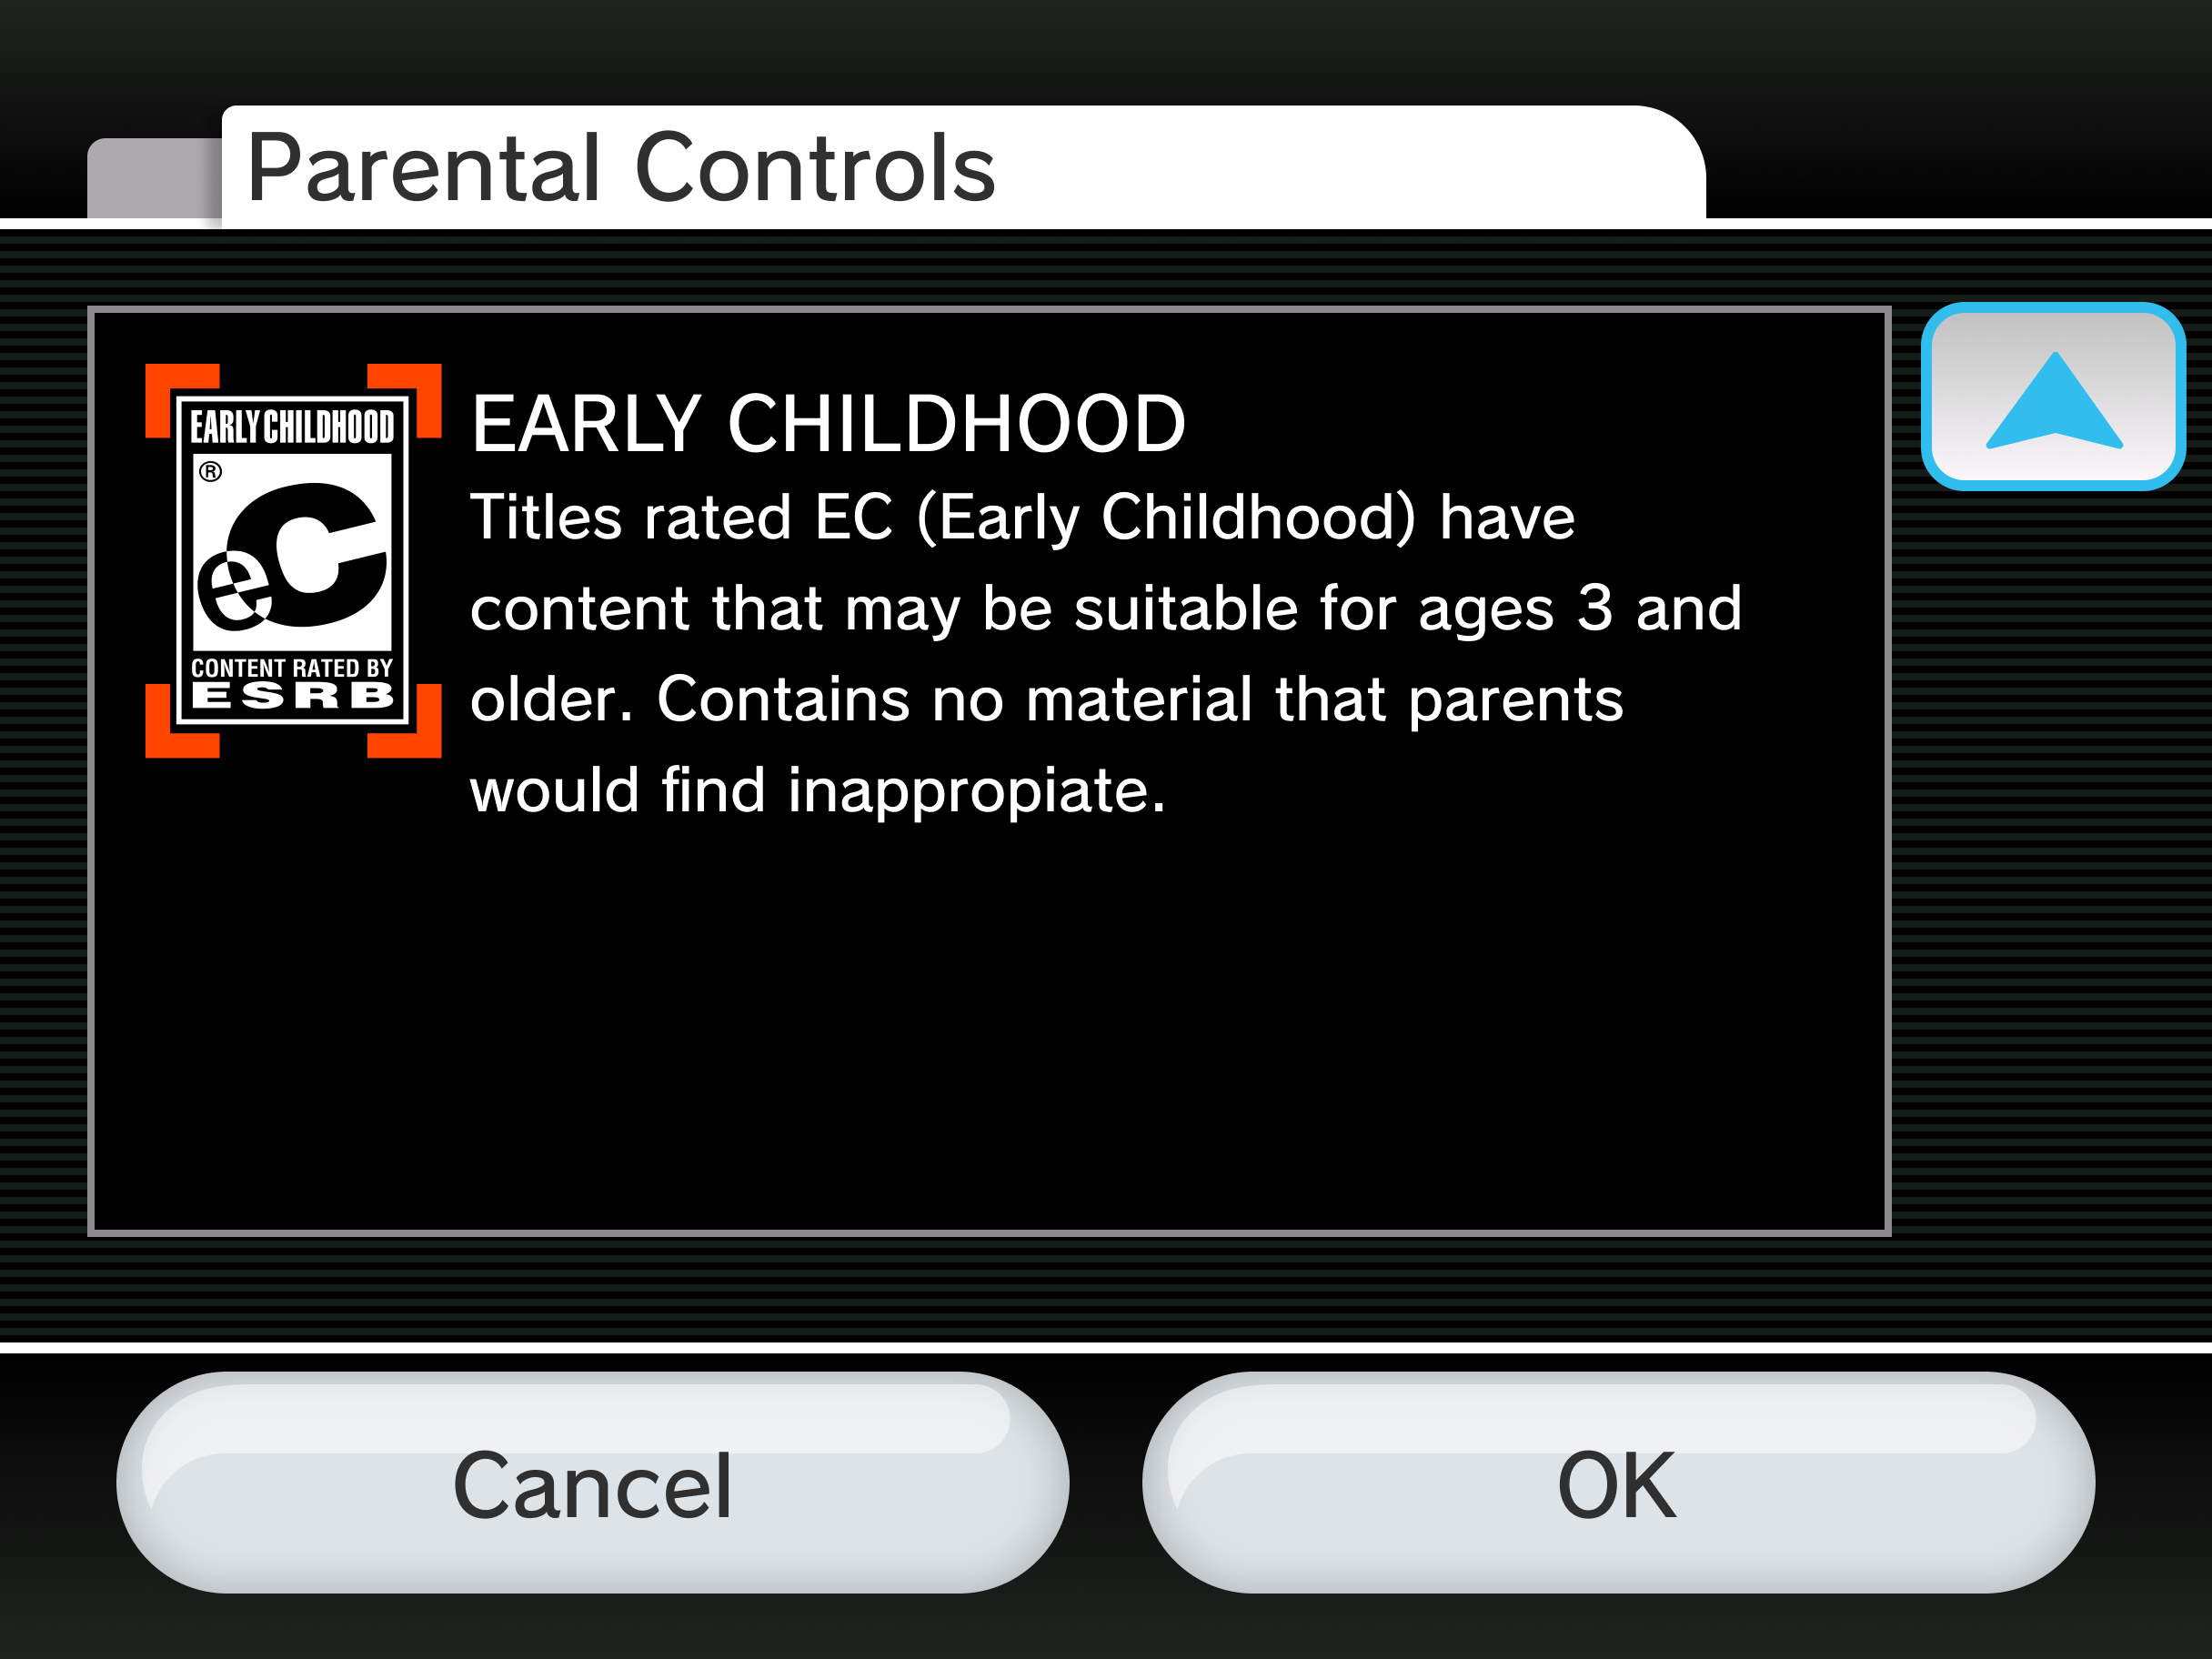 Parental Controls
EARLY CHILDHOOD
®
eC
CONTENT RATED BY
ESRB
EARLY CHILDHOOD
Titles rated EC (Early Childhood) have
content that may be suitable for ages 3 and
older. Contains no material that parents
would find inappropiate.
Cancel
OK